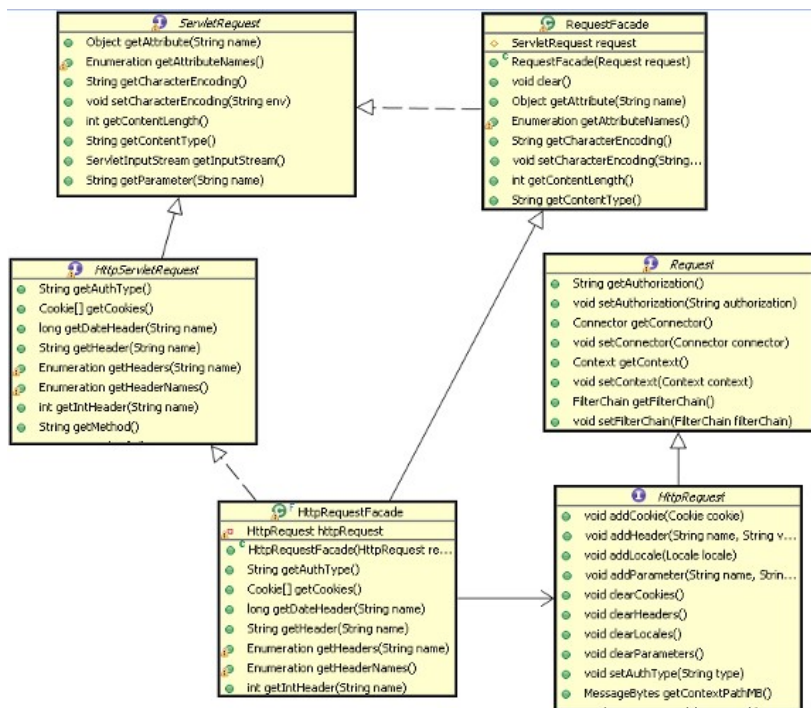 ServletRequest
Object getAttribute(String name)
Enumeration getAttributeNames()
String getCharacterEncoding()
void setCharacterEncoding(String env)
int getContentLength()
String getContentType()
ServletInputStream getInputStream()
String getParameter(String name)
RequestFacade
ServletRequest request
RequestFacade(Request request)
void clear()
Object getAttribute(String name)
Enumeration getAttributeNames()
String getCharacterEncoding()
void setCharacterEncoding(String...
int getContentLength()
String getContentType()
HttpServletRequest
String getAuthType()
Cookie[] getCookies()
long getDateHeader(String name)
String getHeader(String name)
Enumeration getHeaders(String name)
Enumeration getHeaderNames()
int getIntHeader(String name)
String getMethod()
Request
String getAuthorization()
void setAuthorization(String authorization)
Connector getConnector()
void setConnector(Connector connector)
Context getContext()
void setContext(Context context)
FilterChain getFilterChain()
void setFilterChain(FilterChain filterChain)
HttpRequestFacade
HttpRequest httpRequest
HttpRequestFacade(HttpRequest re...
String getAuthType()
Cookie[] getCookies()
long getDateHeader(String name)
String getHeader(String name)
Enumeration getHeaders(String name)
Enumeration getHeaderNames()
int getIntHeader(String name)
HttpRequest
void addCookie(Cookie cookie)
void addHeader(String name, String v...
void addLocale(Locale locale)
void addParameter(String name, Strin...
void clearCookies()
void clearHeaders()
void clearLocales()
void clearParameters()
void setAuthType(String type)
MessageBytes getContextPathMB()